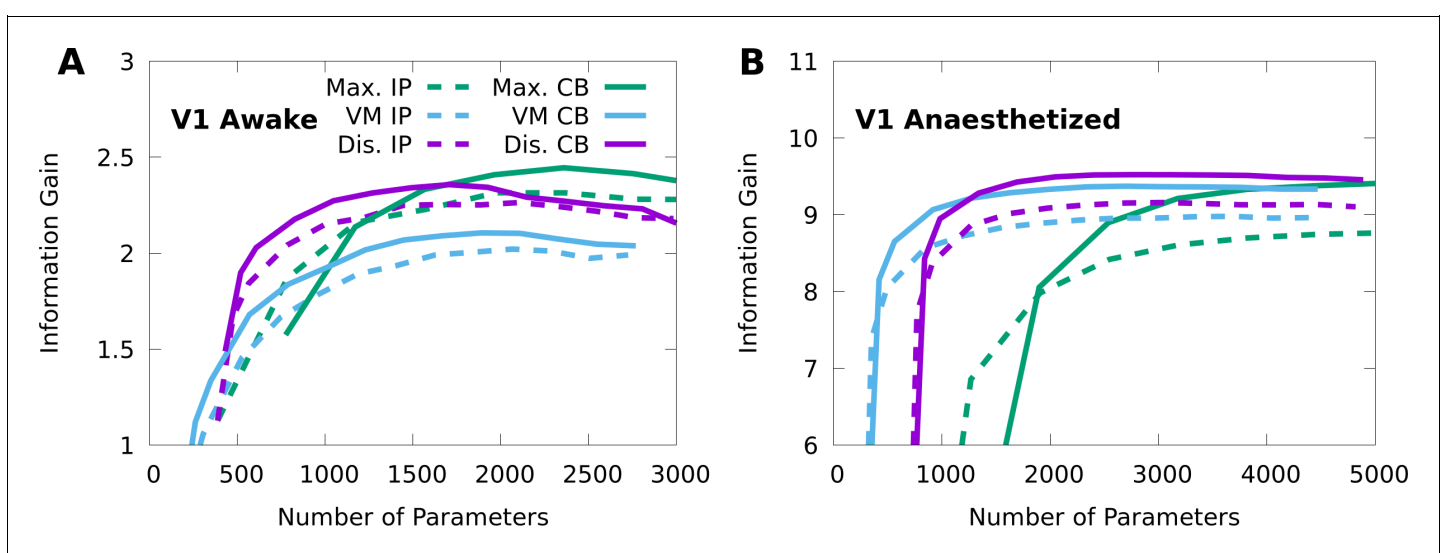 A
B
3
2.5
2
1.5
1
Information Gain
V1 Awake
Max. IP
Max. CB
VM IP
VM CB
Dis. IP
Dis. CB
0 500 1000 1500 2000 2500 3000
Number of Parameters
11
10
9
8
7
6
Information Gain
V1 Anaesthetized
0 1000 2000 3000 4000 5000
Number of Parameters